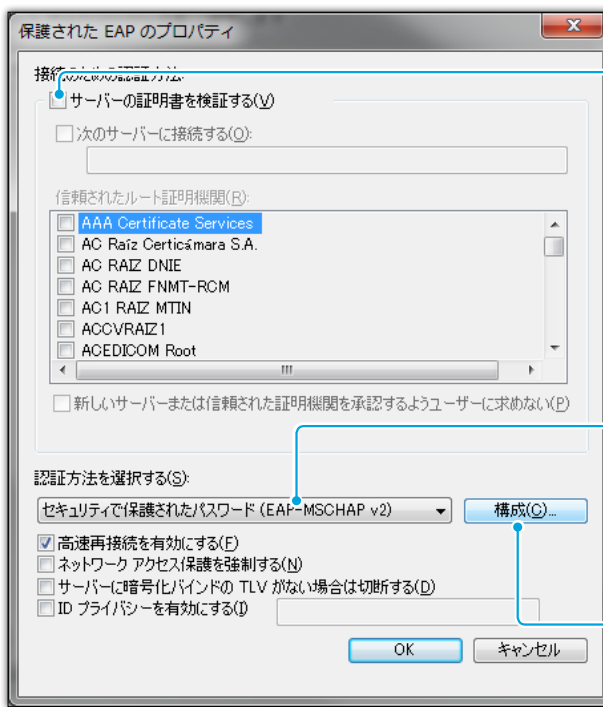 保護された EAP のプロパティ
接続のための認証方法:
サーバーの証明書を検証する(V)
次のサーバーに接続する(O):
信頼されたルート証明機関(R):
AAA Certificate Services
AC Raíz Certicámara S.A.
AC RAIZ DNIE
AC RAIZ FNMT-RCM
AC1 RAIZ MTIN
ACCVRAIZ1
ACEDICOM Root
新しいサーバーまたは信頼された証明機関を承認するようユーザーに求めない(P)
認証方法を選択する(S):
セキュリティで保護されたパスワード (EAP-MSCHAP v2)
構成(C)...
高速再接続を有効にする(F)
ネットワーク アクセス保護を強制する(N)
サーバーに暗号化バインドの TLV がない場合は切断する(D)
ID プライバシーを有効にする(I)
OK
キャンセル